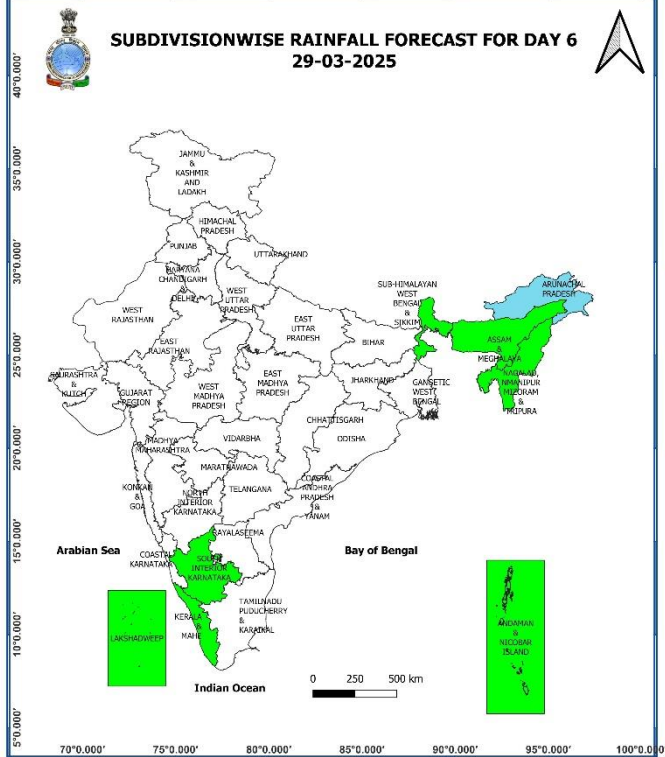 SUBDIVISIONWISE RAINFALL FORECAST FOR DAY 6
29-03-2025
40°0.000'
35°0.000'
30°0.000'
25°0.000'
20°0.000'
15°0.000'
10°0.000'
5°0.000'
JAMMU
&
KASHMIR
AND
LADAKH
HIMACHAL
PRADESH
PUNJAB
UTTARAKHAND
HARYANA
CHANDIGARH
&
DELHI
WEST
UTTAR
PRADESH
SUB-HIMALAYAN
WEST
BENGAL
&
SIKKIM
ARUNACHAL
PRADESH
WEST
RAJASTHAN
EAST
UTTAR
PRADESH
EAST
RAJASTHAN
BIHAR
ASSAM
&
MEGHALAYA
SAURASHTRA
&
KUTCH
GUJARAT
REGION
WEST
MADHYA
PRADESH
EAST
MADHYA
PRADESH
JHARKHAND
GANGETIC
WEST
BENGAL
NAGALAD
NMANIPUR
MIZORAM
&
TRIPURA
CHHATTISGARH
ODISHA
MADHYA
MAHARASHTRA
VIDARBHA
MARATHAWADA
TELANGANA
COASTAL
ANDHRA
PRADESH
&
YANAM
KONKAN
&
GOA
NORTH
INTERIOR
KARNATAKA
RAYALASEEMA
Arabian Sea
Bay of Bengal
COASTAL
KARNATAKA
SOUTH
INTERIOR
KARNATAKA
LAKSHADWEEP
KERALA
&
MAHE
TAMILNADU
PUDUCHERRY
&
KARAIKAL
ANDAMAN
&
NICOBAR
ISLAND
Indian Ocean
0 250 500 km
70°0.000' 75°0.000' 80°0.000' 85°0.000' 90°0.000' 95°0.000' 100°0.000'